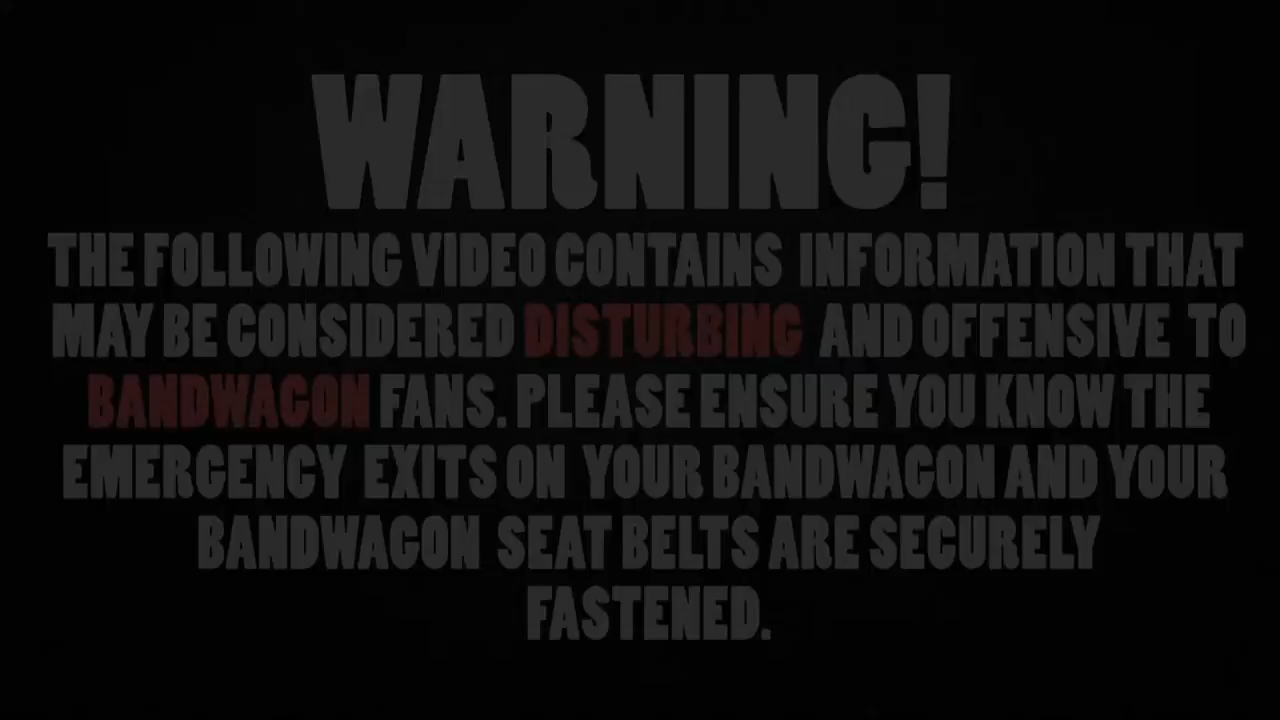 WARNING!
THE FOLLOWING VIDEO CONTAINS INFORMATION THAT
MAY BE CONSIDERED DISTURBING AND OFFENSIVE TO
BANDWAGON FANS. PLEASE ENSURE YOU KNOW THE
EMERGENCY EXITS ON YOUR BANDWAGON AND YOUR
BANDWAGON SEAT BELTS ARE SECURELY
FASTENED.